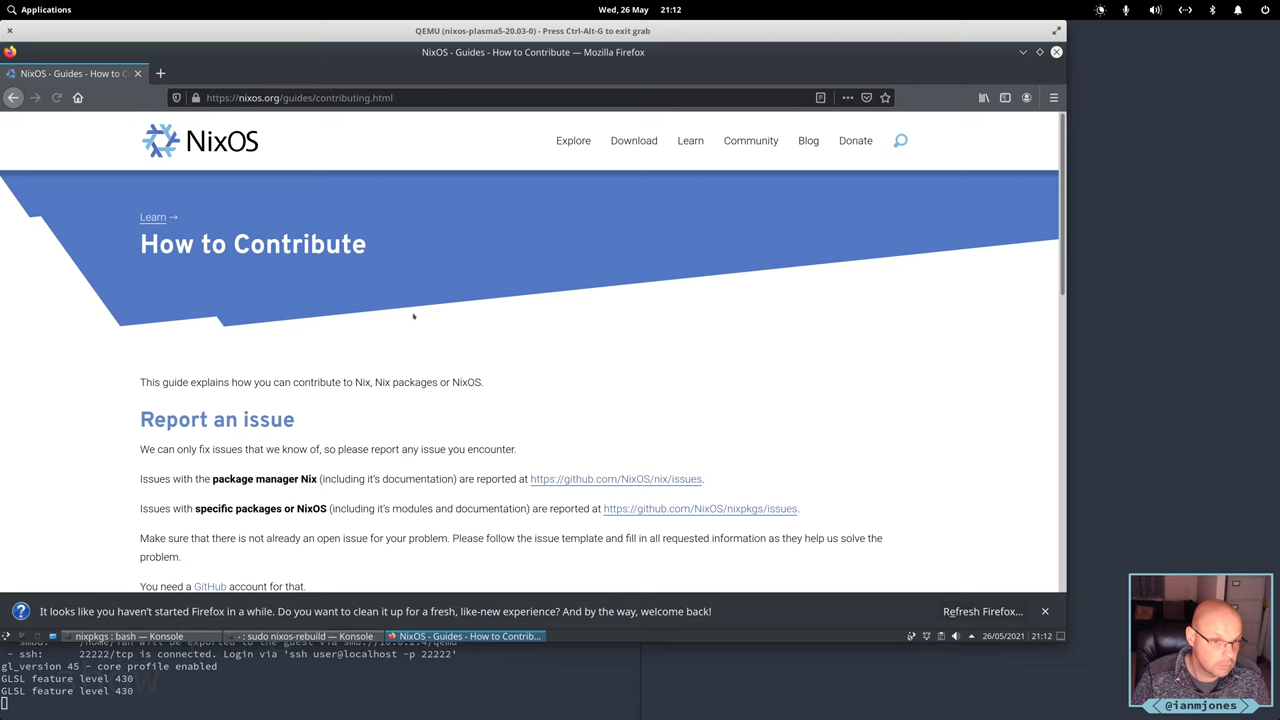 Applications
Wed, 26 May 21:12
QEMU (nixos-plasma5-20.03-0) - Press Ctrl-Alt-G to exit grab
NixOS - Guides - How to Contribute — Mozilla Firefox
NixOS - Guides - How to C
https://nixos.org/guides/contributing.html
NixOS
Explore Download Learn Community Blog Donate
Learn →
How to Contribute
This guide explains how you can contribute to Nix, Nix packages or NixOS.
Report an issue
We can only fix issues that we know of, so please report any issue you encounter.
Issues with the package manager Nix (including it's documentation) are reported at https://github.com/NixOS/nix/issues.
Issues with specific packages or NixOS (including it's modules and documentation) are reported at https://github.com/NixOS/nixpkgs/issues.
Make sure that there is not already an open issue for your problem. Please follow the issue template and fill in all requested information as they help us solve the
problem.
You need a GitHub account for that.
It looks like you haven't started Firefox in a while. Do you want to clean it up for a fresh, like-new experience? And by the way, welcome back!
Refresh Firefox...
nixpkgs : bash — Konsole
- : sudo nixos-rebuild — Konsole
NixOS - Guides - How to Contrib...
26/05/2021 21:12
- ssh: 22222/tcp is connected. Login via 'ssh user@localhost -p 22222'
gl_version 45 - core profile enabled
GLSL feature level 430
GLSL feature level 430
@ianmjones